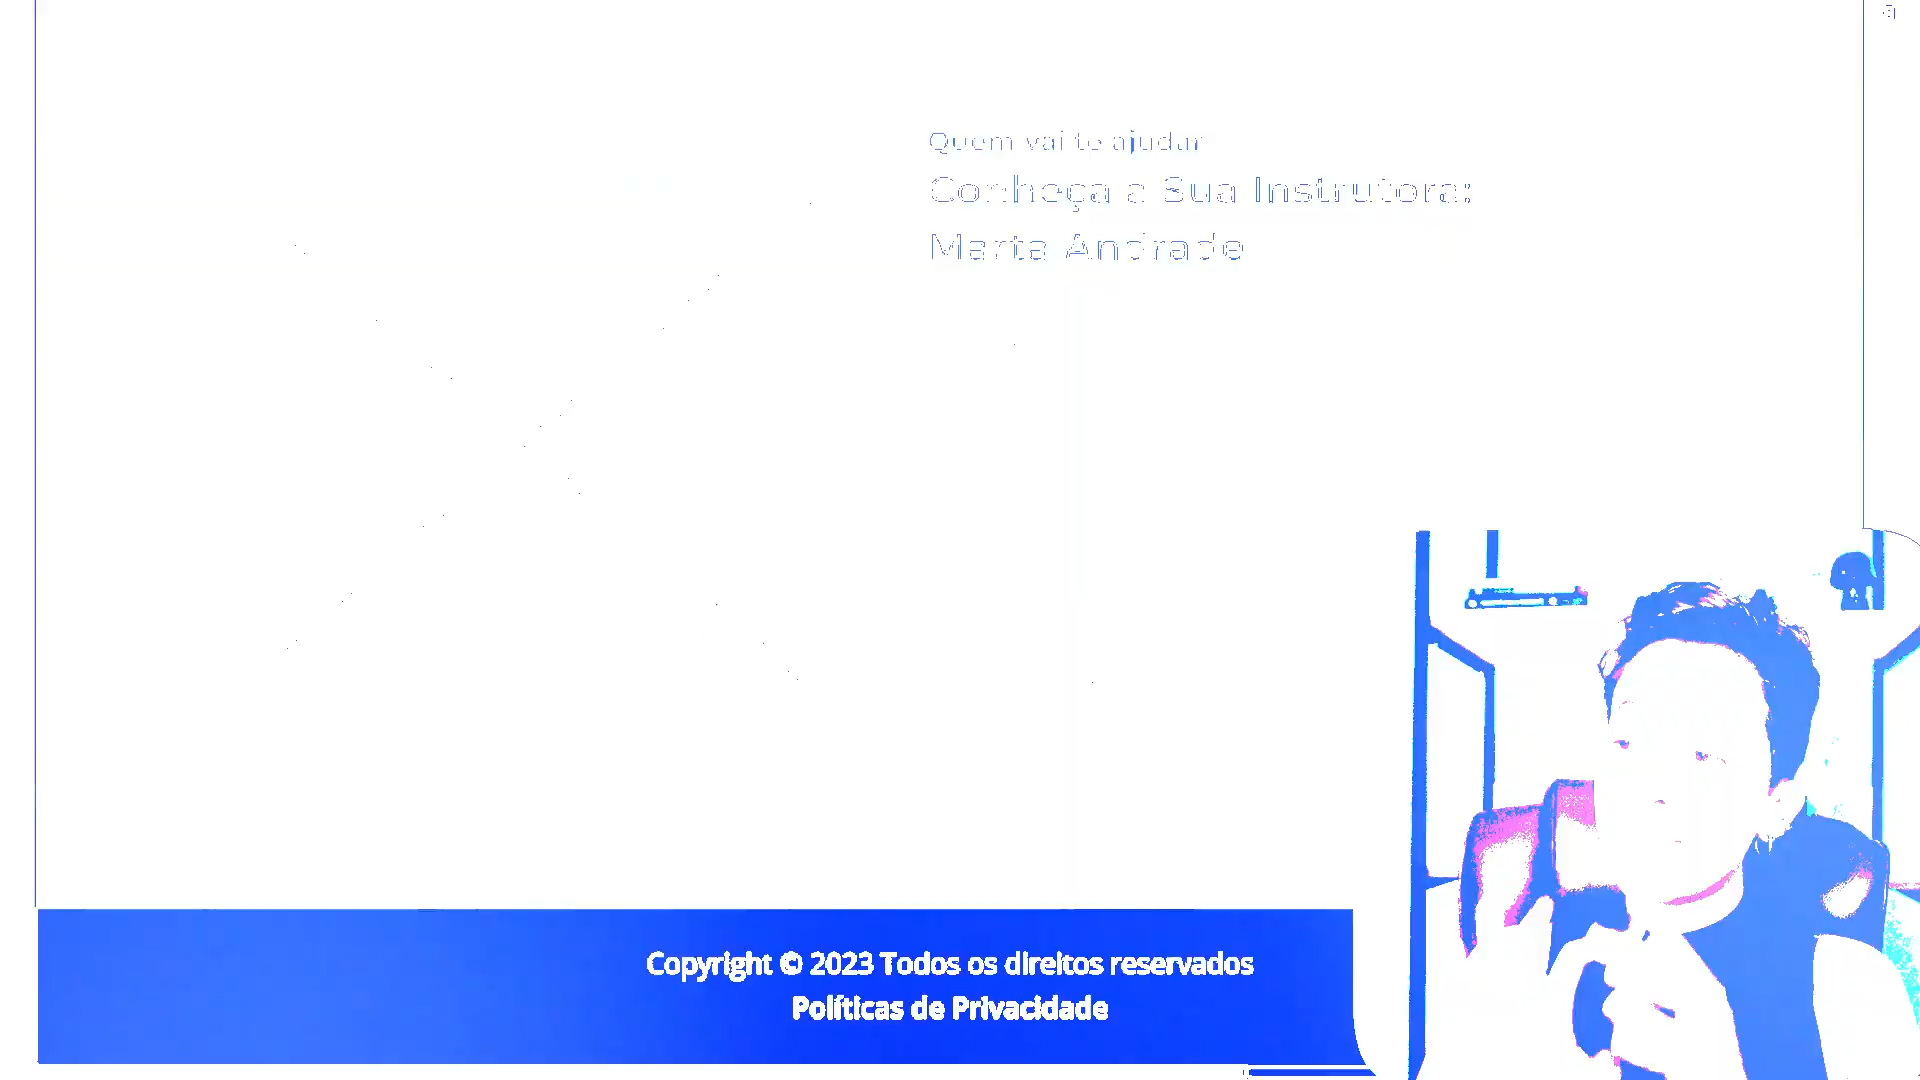 Quem vai te ajudar
Conheça a Sua Instrutora:
Marta Andrade
Copyright © 2023 Todos os direitos reservados
Políticas de Privacidade